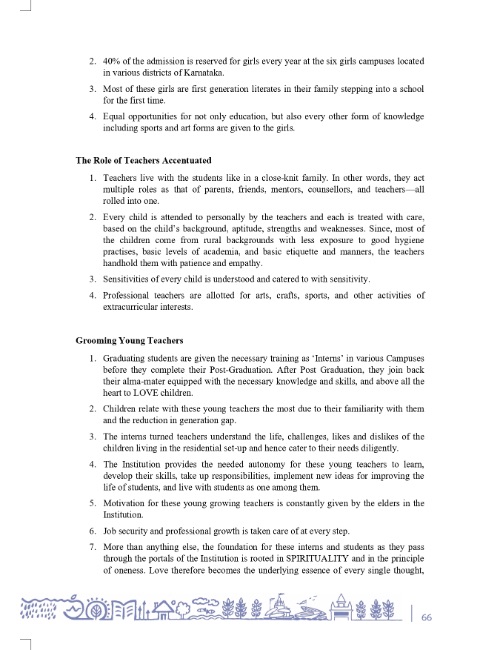 2. 40% of the admission is reserved for girls every year at the six girls campuses located
in various districts of Karnataka.
3. Most of these girls are first generation literates in their family stepping into a school
for the first time.
4. Equal opportunities for not only education, but also every other form of knowledge
including sports and art forms are given to the girls.
The Role of Teachers Accentuated
1. Teachers live with the students like in a close-knit family. In other words, they act
multiple roles as that of parents, friends, mentors, counsellors, and teachers—all
rolled into one.
2. Every child is attended to personally by the teachers and each is treated with care,
based on the child's background, aptitude, strengths and weaknesses. Since, most of
the children come from rural backgrounds with less exposure to good hygiene
practises, basic levels of academia, and basic etiquette and manners, the teachers
handhold them with patience and empathy.
3. Sensitivities of every child is understood and catered to with sensitivity.
4. Professional teachers are allotted for arts, crafts, sports, and other activities of
extracurricular interests.
Grooming Young Teachers
1. Graduating students are given the necessary training as 'Interns' in various Campuses
before they complete their Post-Graduation. After Post Graduation, they join back
their alma-mater equipped with the necessary knowledge and skills, and above all the
heart to LOVE children.
2. Children relate with these young teachers the most due to their familiarity with them
and the reduction in generation gap.
3. The interns turned teachers understand the life, challenges, likes and dislikes of the
children living in the residential set-up and hence cater to their needs diligently.
4. The Institution provides the needed autonomy for these young teachers to learn,
develop their skills, take up responsibilities, implement new ideas for improving the
life of students, and live with students as one among them.
5. Motivation for these young growing teachers is constantly given by the elders in the
Institution.
6. Job security and professional growth is taken care of at every step.
7. More than anything else, the foundation for these interns and students as they pass
through the portals of the Institution is rooted in SPIRITUALITY and in the principle
of oneness. Love therefore becomes the underlying essence of every single thought,
66